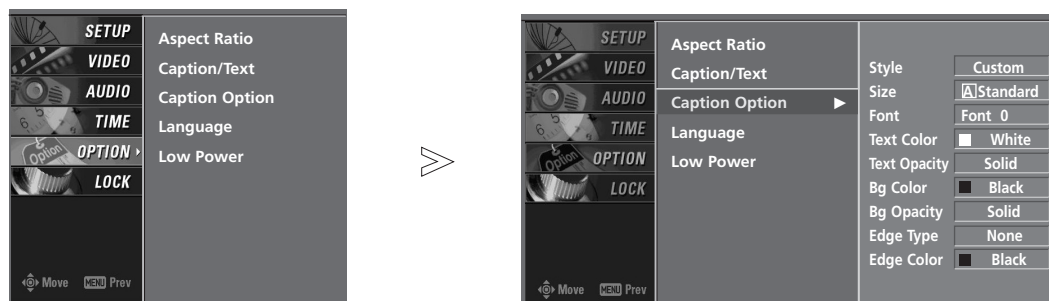 SETUP
VIDEO
AUDIO
TIME
OPTION
LOCK
Move MENU Prev
Aspect Ratio
Caption/Text
Caption Option
Language
Low Power
SETUP
VIDEO
AUDIO
TIME
OPTION
LOCK
Move MENU Prev
Aspect Ratio
Caption/Text
Caption Option
Language
Low Power
Style Custom
Size A Standard
Font Font 0
Text Color White
Text Opacity Solid
Bg Color Black
Bg Opacity Solid
Edge Type None
Edge Color Black